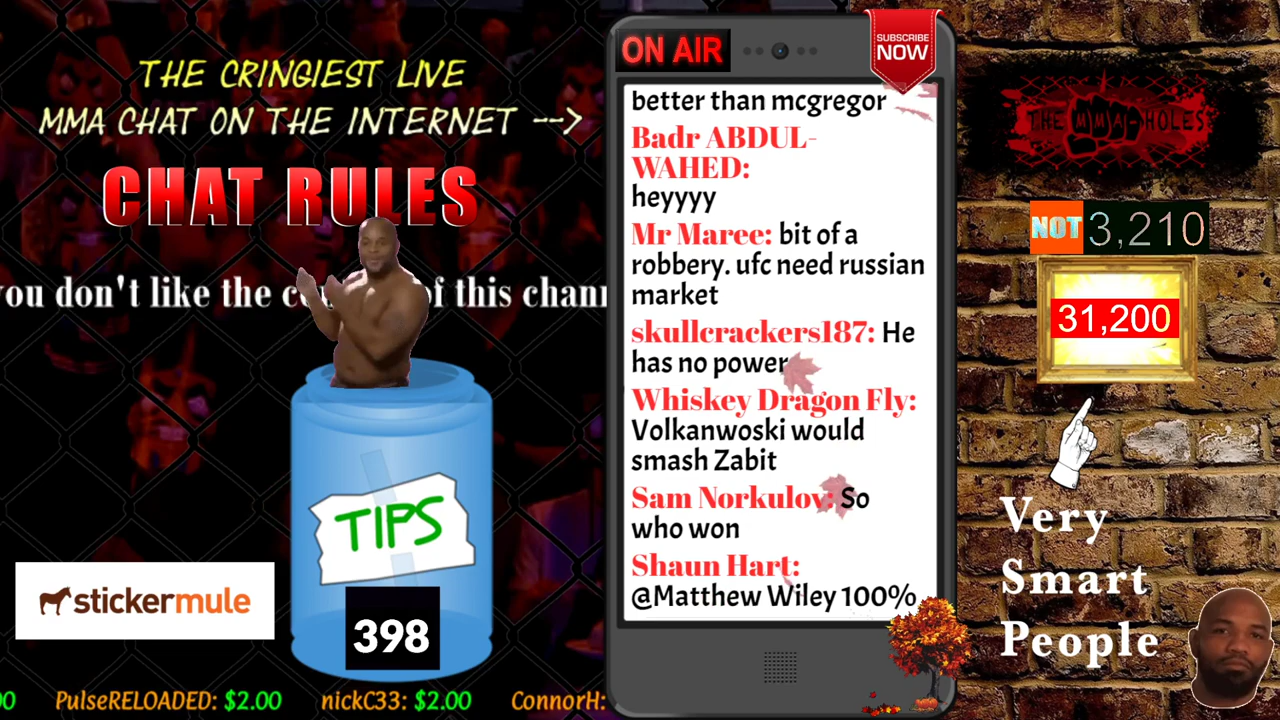 THE CRINGIEST LIVE
MMA CHAT ON THE INTERNET -->
CHAT RULES
you don't like the of this chann
TIPS
398
stickermule
PulseRELOADED: $2.00 nickC33: $2.00 ConnorH:
ON AIR
SUBSCRIBE
NOW
better than mcgregor
Badr ABDUL-
WAHED:
heyyyy
Mr Maree: bit of a
robbery. ufc need russian
market
skullcrackers187: He
has no power
Whiskey Dragon Fly:
Volkanwoski would
smash Zabit
Sam Norkulov: So
who won
Shaun Hart:
@Matthew Wiley 100%
THE MMA-HOLES
NOT 3,210
31,200
Very
Smart
People